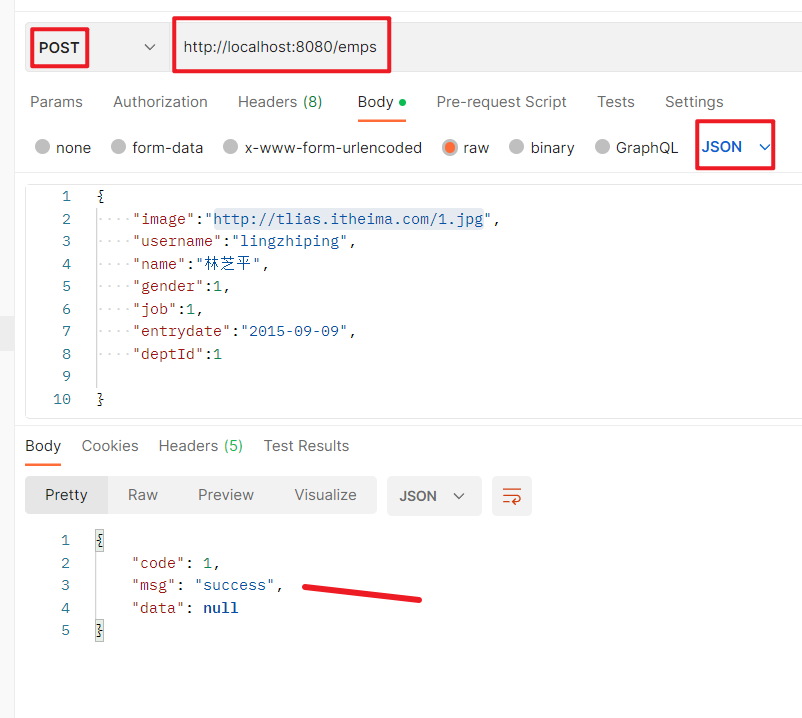 POST http://localhost:8080/emps
Params Authorization Headers (8) Body Pre-request Script Tests Settings
none form-data x-www-form-urlencoded raw binary GraphQL JSON
1 {
2 "image":"http://tlias.itheima.com/1.jpg",
3 "username":"lingzhiping",
4 "name":"林芝平",
5 "gender":1,
6 "job":1,
7 "entrydate":"2015-09-09",
8 "deptId":1
9
10 }
Body Cookies Headers (5) Test Results
Pretty Raw Preview Visualize JSON
1 {
2 "code": 1,
3 "msg": "success",
4 "data": null
5 }